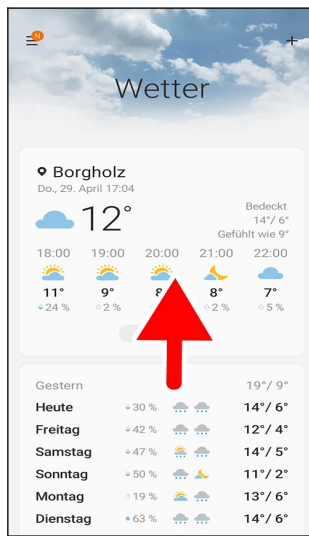 N
Wetter
Borgholz
Do., 29. April 17:04
12°
Bedeckt
14°/ 6°
Gefühlt wie 9°
18:00 19:00 20:00 21:00 22:00
11° 9° 8° 7°
24 % 2 % 2 % 5 %
Gestern 19°/ 9°
Heute 30 % 14°/ 6°
Freitag 42 % 12°/ 4°
Samstag 47 % 14°/ 5°
Sonntag 50 % 11°/ 2°
Montag 19 % 13°/ 6°
Dienstag 63 % 14°/ 6°